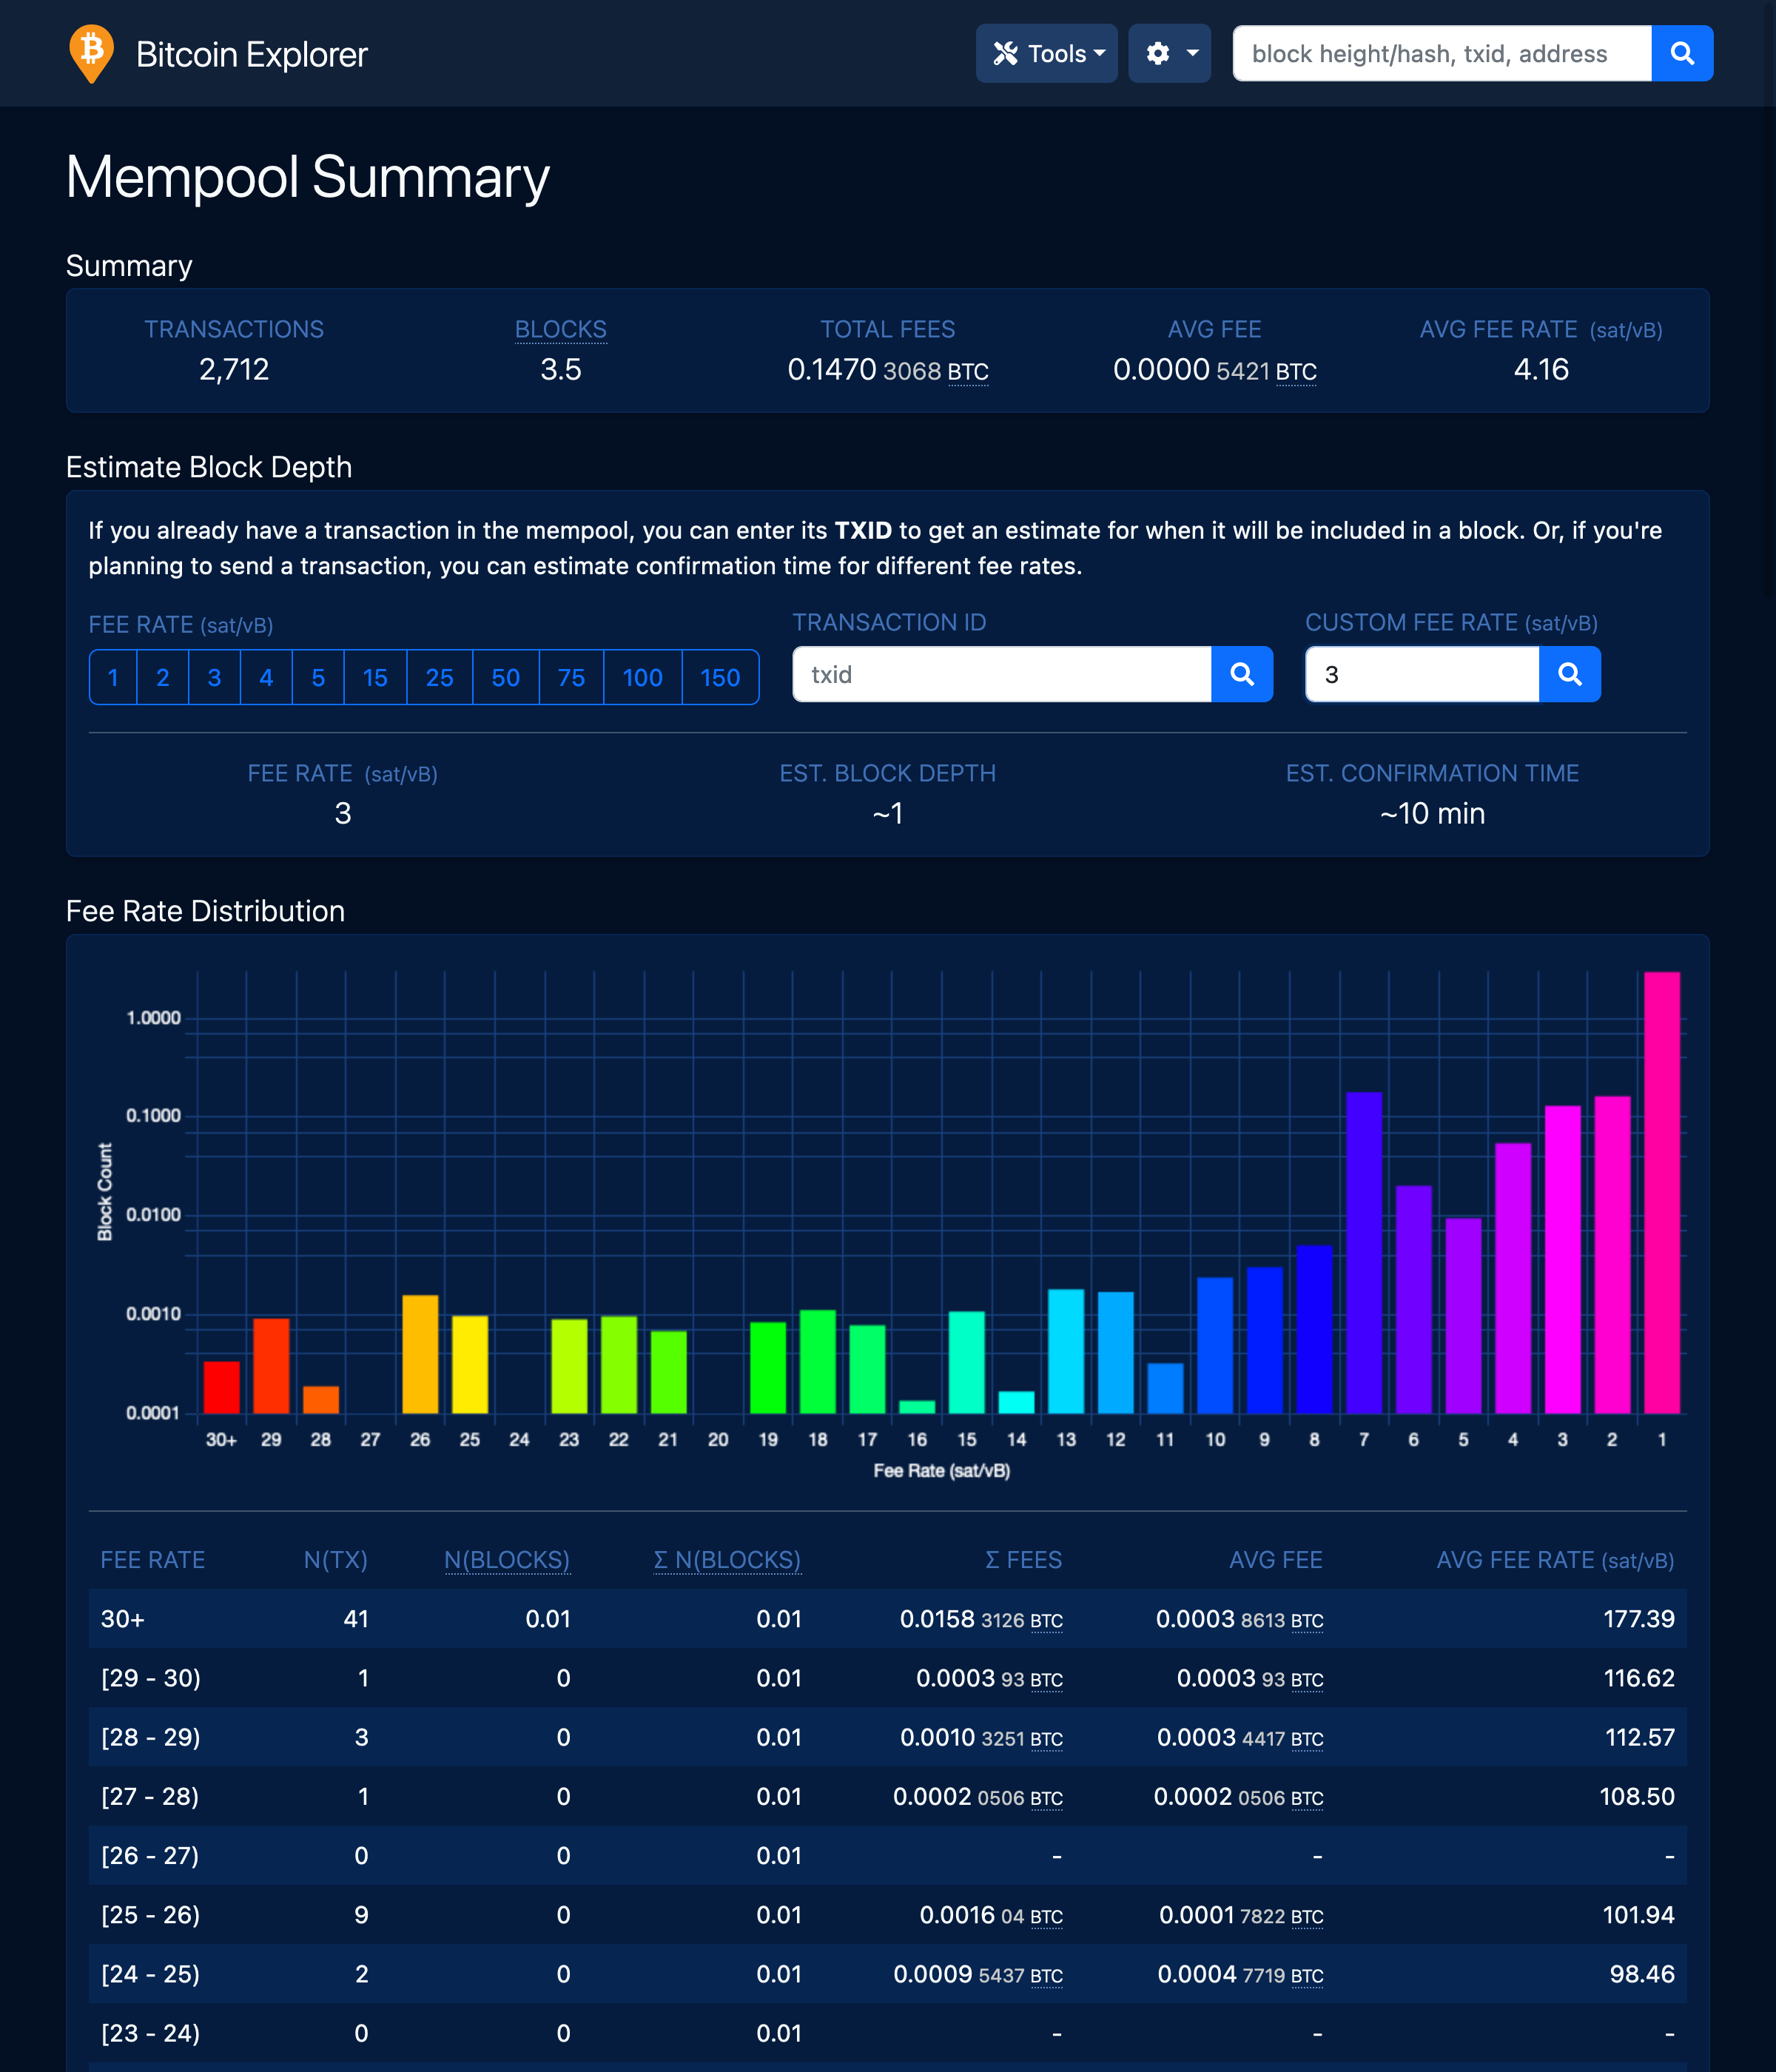 Bitcoin Explorer
Tools
block height/hash, txid, address
Mempool Summary
Summary
TRANSACTIONS BLOCKS TOTAL FEES AVG FEE AVG FEE RATE (sat/vB)
2,712 3.5 0.1470 3068 BTC 0.0000 5421 BTC 4.16
Estimate Block Depth
If you already have a transaction in the mempool, you can enter its TXID to get an estimate for when it will be included in a block. Or, if you're
planning to send a transaction, you can estimate confirmation time for different fee rates.
FEE RATE (sat/vB) TRANSACTION ID CUSTOM FEE RATE (sat/vB)
1 2 3 4 5 15 25 50 75 100 150 txid 3
FEE RATE (sat/vB) EST. BLOCK DEPTH EST. CONFIRMATION TIME
3 ~1 ~10 min
Fee Rate Distribution
1.0000
0.1000
0.0100
0.0010
0.0001
Block Count
30+ 29 28 27 26 25 24 23 22 21 20 19 18 17 16 15 14 13 12 11 10 9 8 7 6 5 4 3 2 1
Fee Rate (sat/vB)
FEE RATE N(TX) N(BLOCKS) Σ N(BLOCKS) Σ FEES AVG FEE AVG FEE RATE (sat/vB)
30+ 41 0.01 0.01 0.0158 3126 BTC 0.0003 8613 BTC 177.39
[29 - 30) 1 0 0.01 0.0003 93 BTC 0.0003 93 BTC 116.62
[28 - 29) 3 0 0.01 0.0010 3251 BTC 0.0003 4417 BTC 112.57
[27 - 28) 1 0 0.01 0.0002 0506 BTC 0.0002 0506 BTC 108.50
[26 - 27) 0 0 0.01 - - -
[25 - 26) 9 0 0.01 0.0016 04 BTC 0.0001 7822 BTC 101.94
[24 - 25) 2 0 0.01 0.0009 5437 BTC 0.0004 7719 BTC 98.46
[23 - 24) 0 0 0.01 - - -